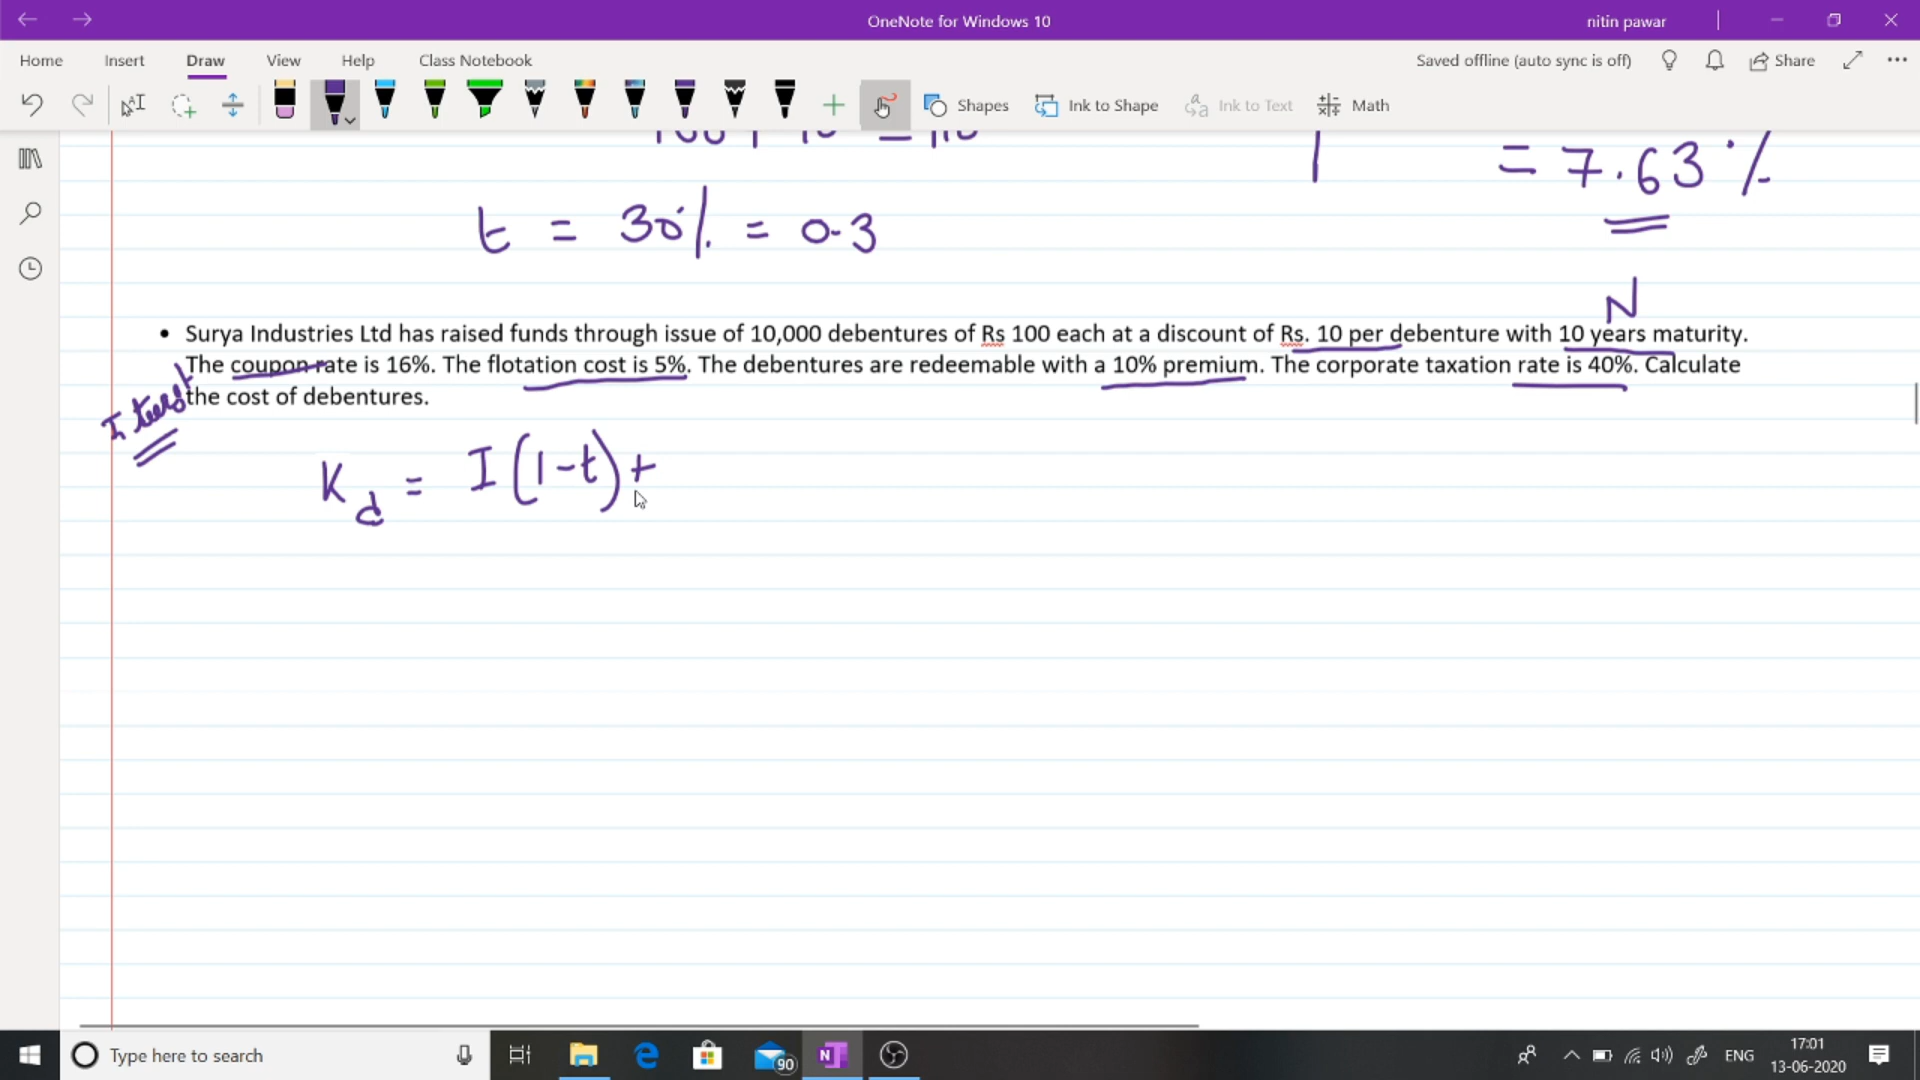 OneNote for Windows 10
nitin pawar
Home Insert Draw View Help Class Notebook
Saved offline (auto sync is off) Share
Shapes Ink to Shape Ink to Text Math
= 7.63 %
t = 30% = 0.3
N
• Surya Industries Ltd has raised funds through issue of 10,000 debentures of Rs 100 each at a discount of Rs. 10 per debenture with 10 years maturity.
The coupon rate is 16%. The flotation cost is 5%. The debentures are redeemable with a 10% premium. The corporate taxation rate is 40%. Calculate
the cost of debentures.
Kd = I (1-t) +
Type here to search
90
ENG
17:01
13-06-2020